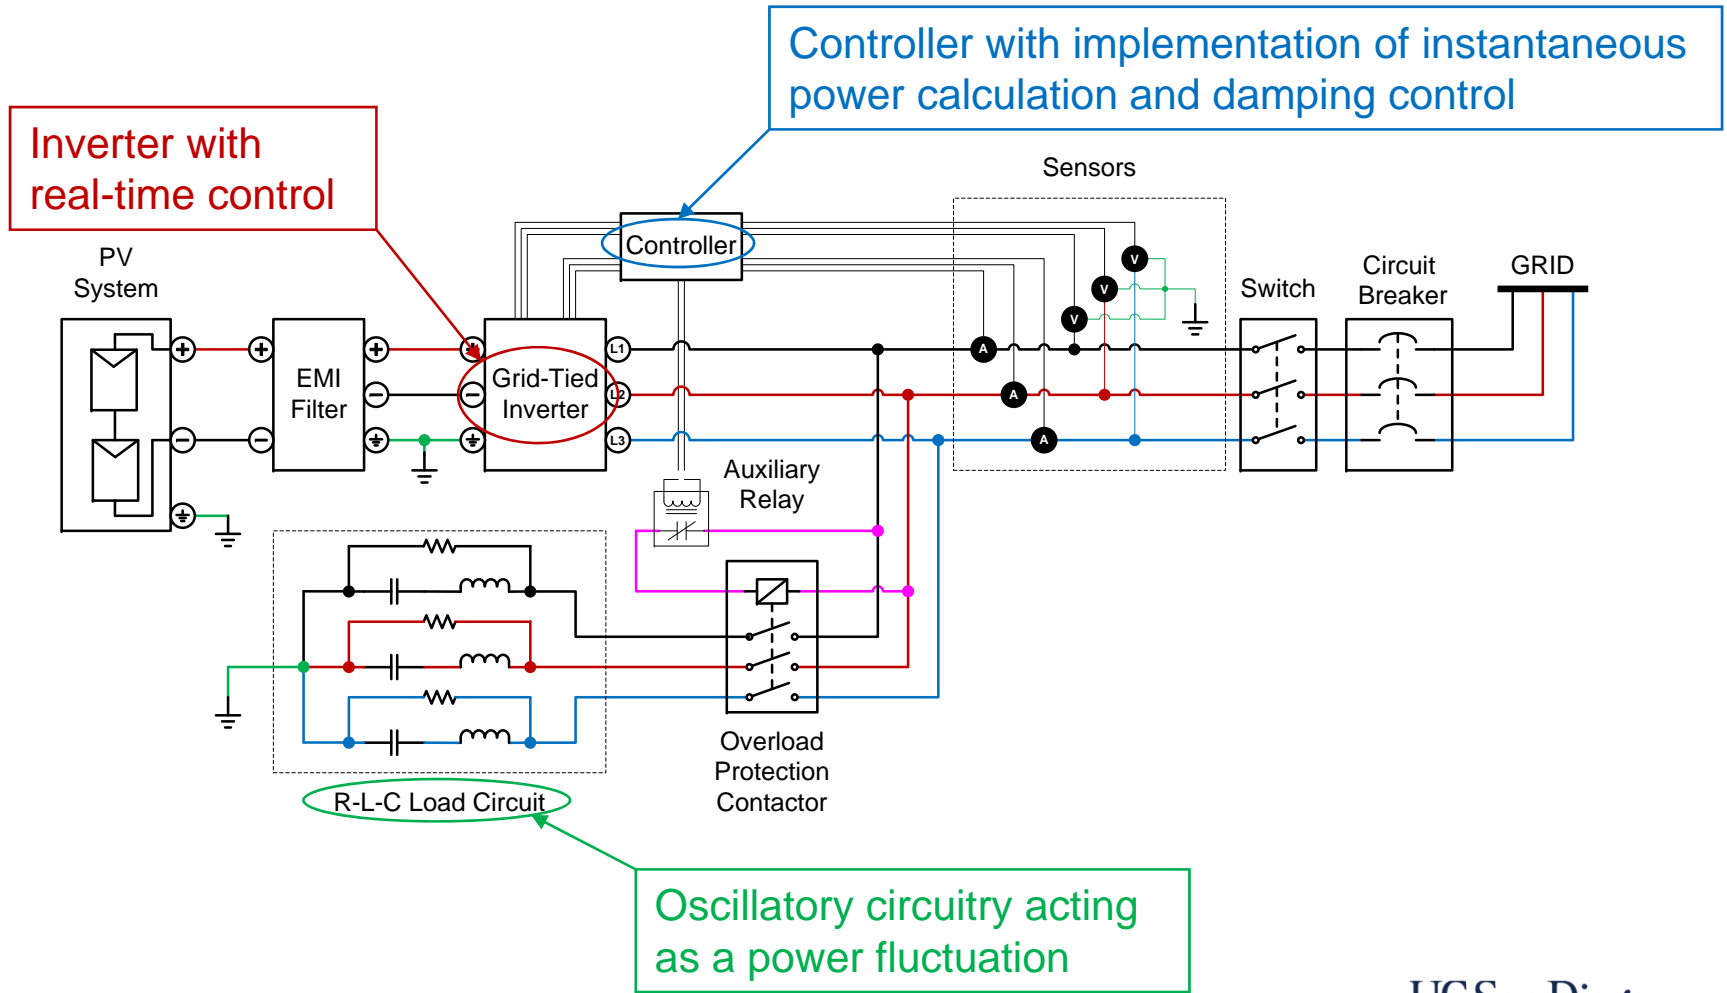 Controller with implementation of instantaneous
power calculation and damping control
Inverter with
real-time control
Sensors
PV
System
Controller
V
V
V
Circuit
Breaker
GRID
Switch
EMI
Filter
Grid-Tied
Inverter
L1
L2
L3
A
A
A
Auxiliary
Relay
Overload
Protection
Contactor
R-L-C Load Circuit
Oscillatory circuitry acting
as a power fluctuation